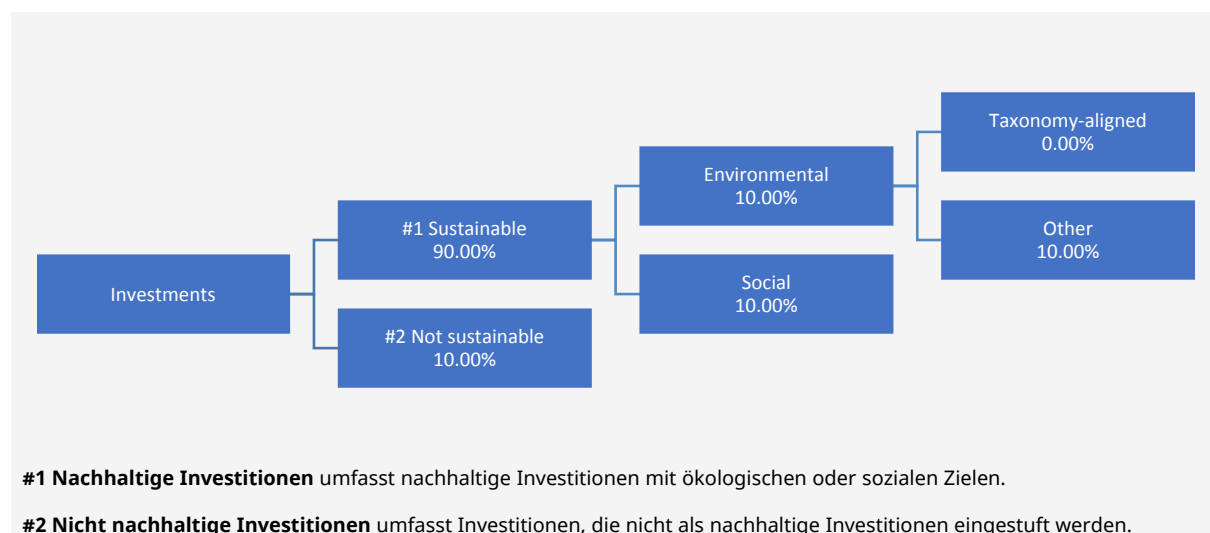 Taxonomy-aligned
0.00%
Environmental
10.00%
#1 Sustainable
90.00%
Other
10.00%
Investments
Social
10.00%
#2 Not sustainable
10.00%
#1 Nachhaltige Investitionen umfasst nachhaltige Investitionen mit ökologischen oder sozialen Zielen.
#2 Nicht nachhaltige Investitionen umfasst Investitionen, die nicht als nachhaltige Investitionen eingestuft werden.